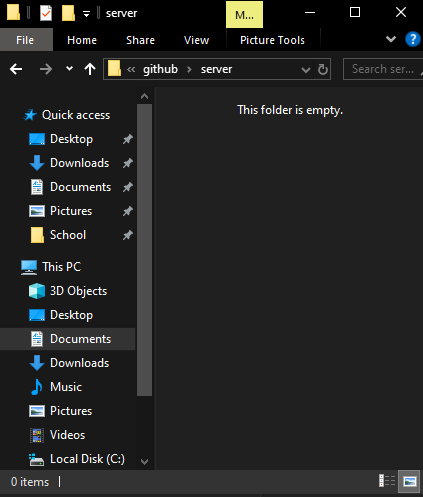 server
M...
File
Home
Share
View
Picture Tools
github
server
Search ser...
This folder is empty.
Quick access
Desktop
Downloads
Documents
Pictures
School
This PC
3D Objects
Desktop
Documents
Downloads
Music
Pictures
Videos
Local Disk (C:)
0 items